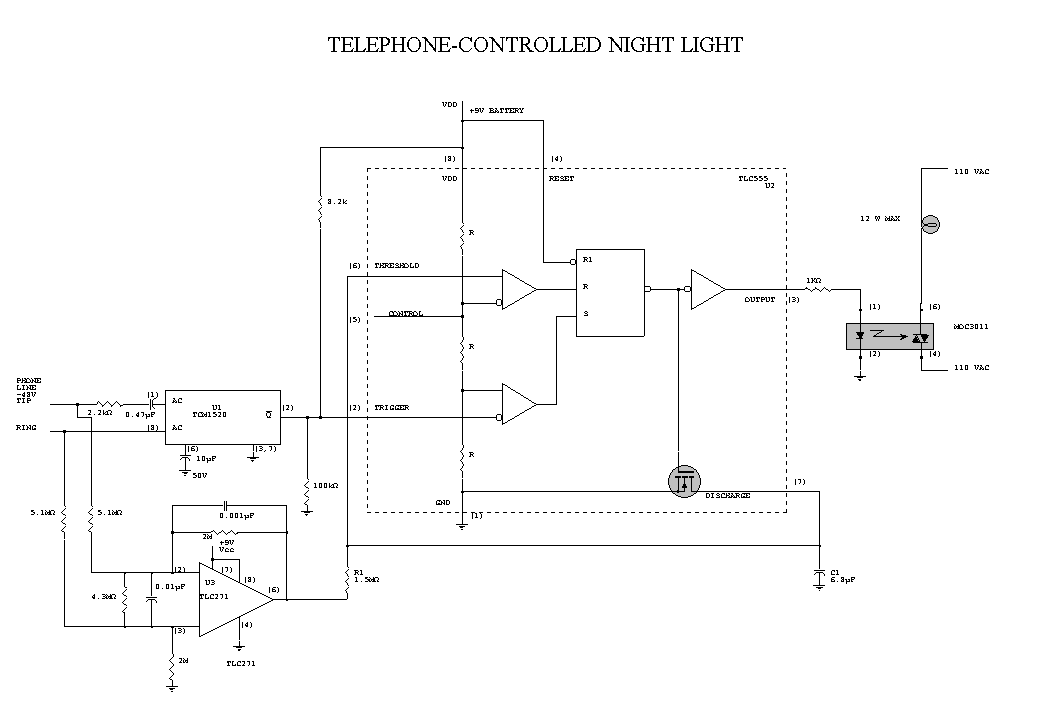 TELEPHONE-CONTROLLED NIGHT LIGHT
VDD
+9V BATTERY
(8)
(4)
VDD
RESET
TLC555
U2
110 VAC
8.2k
12 W MAX
R
R1
(6)
THRESHOLD
R
1KΩ
OUTPUT
(3)
(1)
(6)
(5)
CONTROL
S
MOC3011
R
(2)
(4)
110 VAC
PHONE
LINE
-48V
TIP
2.2kΩ
0.47µF
(1)
AC
U1
TCM1520
Q
(2)
(2)
TRIGGER
RING
(8)
AC
(6)
(3,7)
10µF
50V
R
100kΩ
GND
(1)
DISCHARGE
(7)
5.1MΩ
5.1MΩ
0.001µF
2M
+9V
Vcc
(2)
(7)
(8)
U3
TLC271
(6)
0.01µF
4.3MΩ
(3)
(4)
R1
1.5MΩ
C1
6.8µF
2M
TLC271